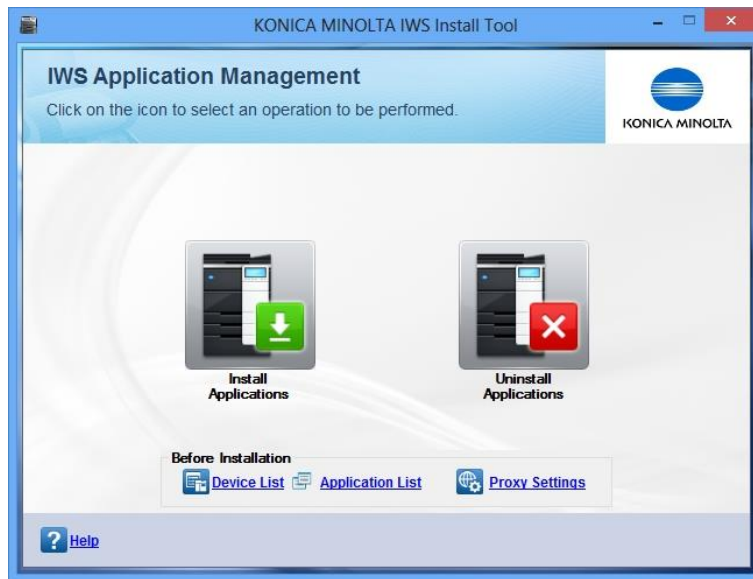 KONICA MINOLTA IWS Install Tool
IWS Application Management
Click on the icon to select an operation to be performed.
KONICA MINOLTA
Install
Applications
Uninstall
Applications
Before Installation
Device List
Application List
Proxy Settings
? Help